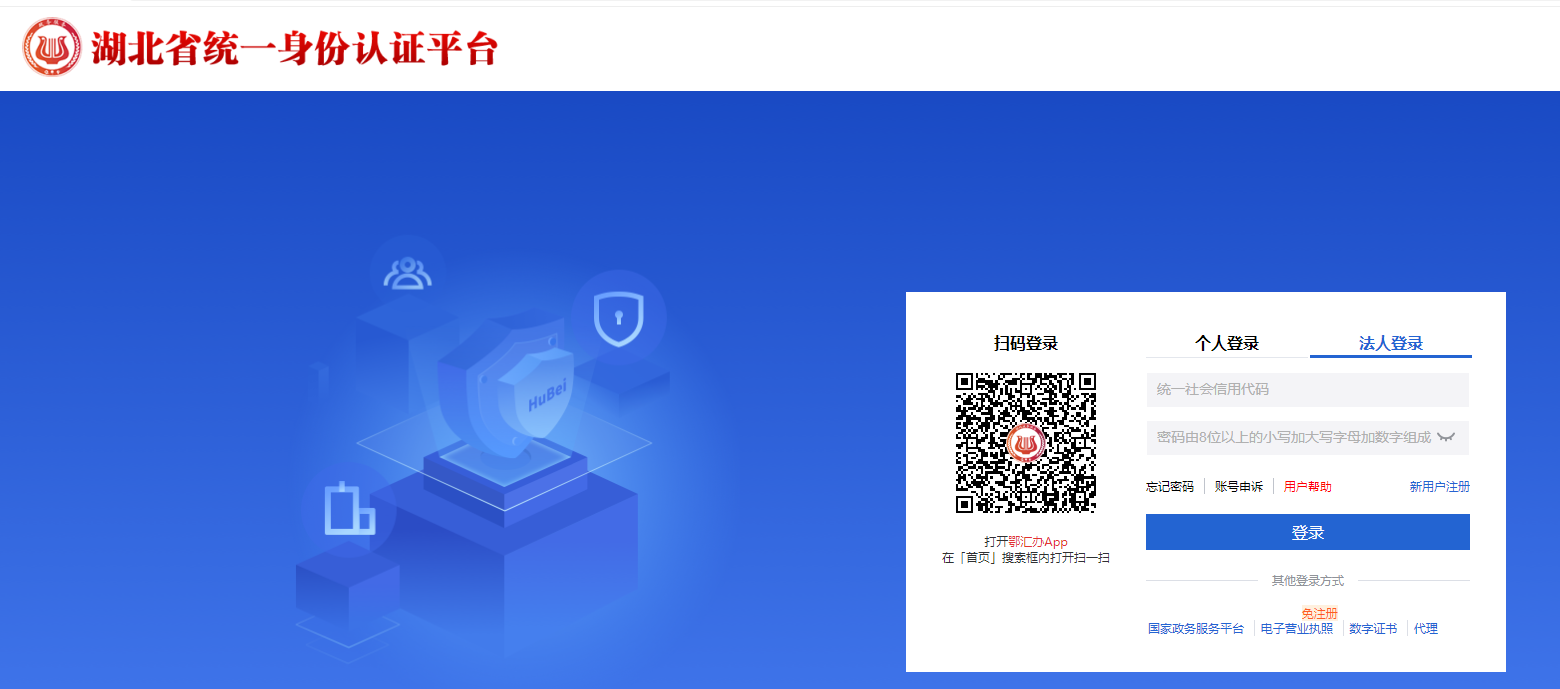 湖北省统一身份认证平台
HuBei
扫码登录
打开鄂汇办App
在「首页」搜索框内打开扫一扫
个人登录
法人登录
统一社会信用代码
密码由8位以上的小写加大写字母加数字组成
忘记密码
账号申诉
用户帮助
新用户注册
登录
其他登录方式
免注册
国家政务服务平台
电子营业执照
数字证书
代理